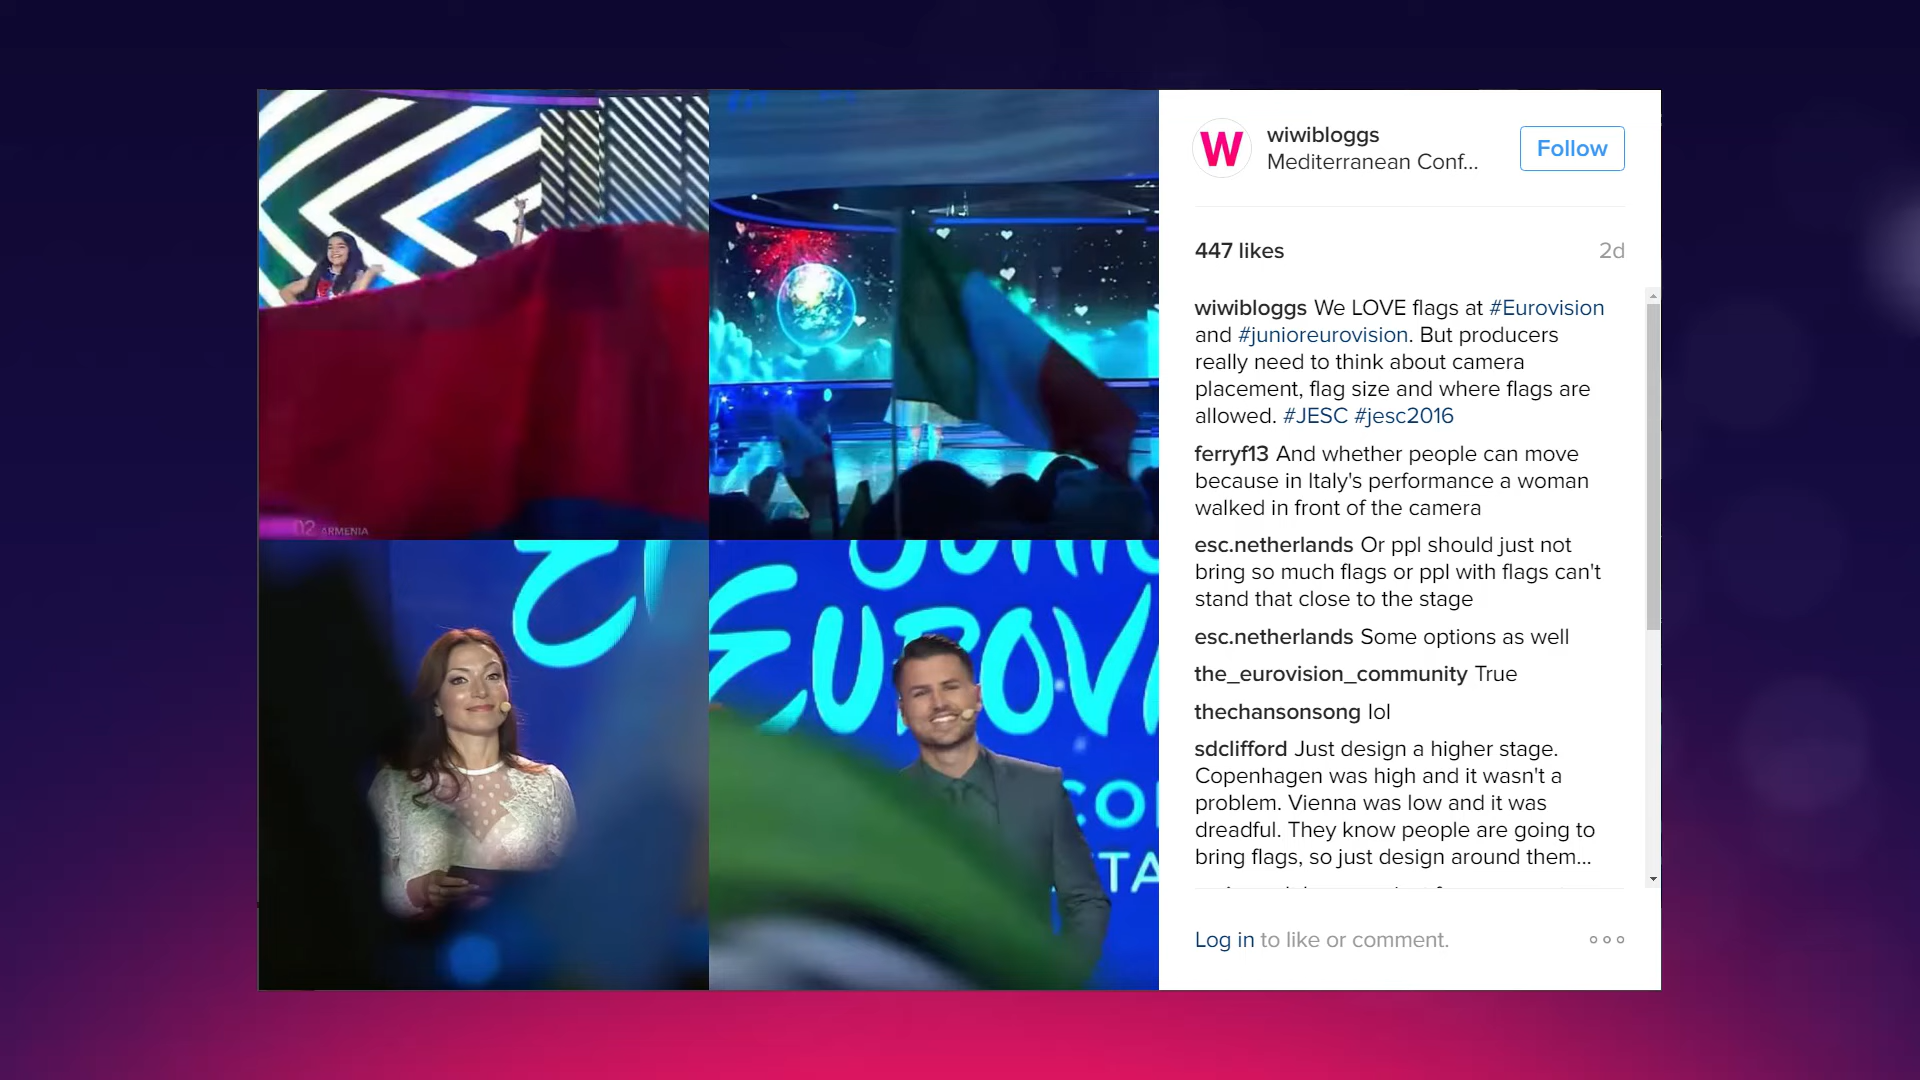 W
wiwibloggs
Mediterranean Conf...
Follow
447 likes
2d
wiwibloggs We LOVE flags at #Eurovision
and #junioreurovision. But producers
really need to think about camera
placement, flag size and where flags are
allowed. #JESC #jesc2016
ferryf13 And whether people can move
because in Italy's performance a woman
walked in front of the camera
esc.netherlands Or ppl should just not
bring so much flags or ppl with flags can't
stand that close to the stage
esc.netherlands Some options as well
the_eurovision_community True
thechansonsong lol
sdclifford Just design a higher stage.
Copenhagen was high and it wasn't a
problem. Vienna was low and it was
dreadful. They know people are going to
bring flags, so just design around them...
Log in to like or comment.
02 ARMENIA
EUROV
TA